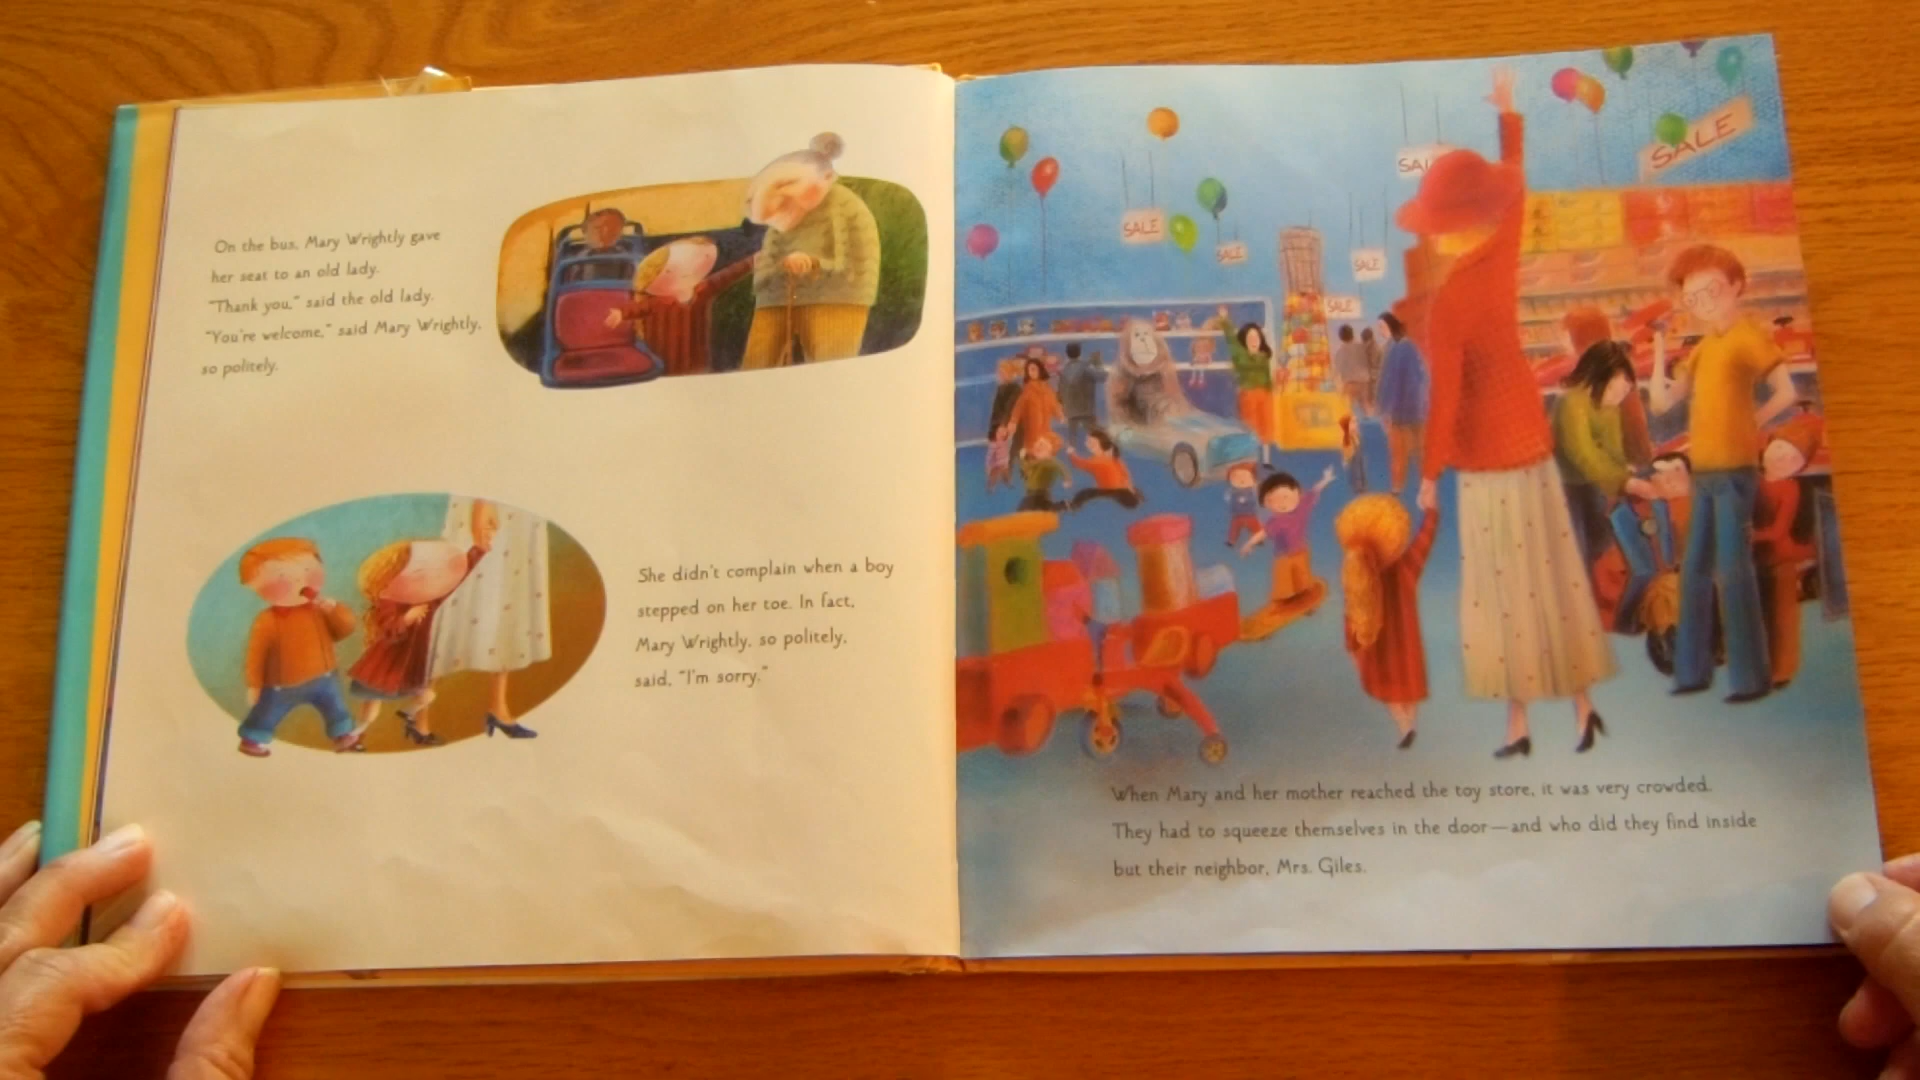 On the bus, Mary Wrightly gave
her seat to an old lady.
"Thank you," said the old lady.
"You're welcome," said Mary Wrightly,
so politely.
She didn't complain when a boy
stepped on her toe. In fact,
Mary Wrightly, so politely,
said, "I'm sorry."
SALE
SAL
SALE
SALE
SALE
SALE
When Mary and her mother reached the toy store, it was very crowded.
They had to squeeze themselves in the door—and who did they find inside
but their neighbor, Mrs. Giles.